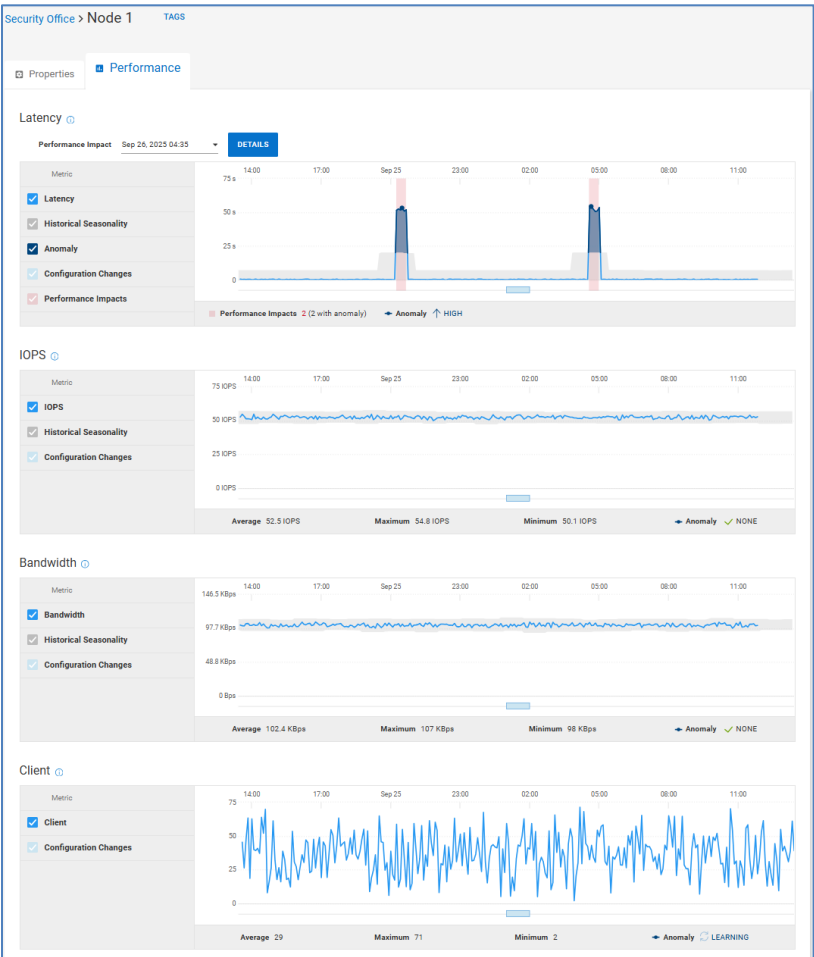 Security Office > Node 1 TAGS
Properties Performance
Latency
Performance Impact Sep 26, 2025 04:35 DETAILS
Metric
Latency
Historical Seasonality
Anomaly
Configuration Changes
Performance Impacts
14:00 17:00 Sep 25 23:00 02:00 05:00 08:00 11:00
75 s
50 s
25 s
0
Performance Impacts 2 (2 with anomaly) Anomaly HIGH
IOPS
Metric
IOPS
Historical Seasonality
Configuration Changes
14:00 17:00 Sep 25 23:00 02:00 05:00 08:00 11:00
75 IOPS
50 IOPS
25 IOPS
0 IOPS
Average 52.5 IOPS Maximum 54.8 IOPS Minimum 50.1 IOPS Anomaly NONE
Bandwidth
Metric
Bandwidth
Historical Seasonality
Configuration Changes
14:00 17:00 Sep 25 23:00 02:00 05:00 08:00 11:00
146.5 KBps
97.7 KBps
48.8 KBps
0 Bps
Average 102.4 KBps Maximum 107 KBps Minimum 98 KBps Anomaly NONE
Client
Metric
Client
Configuration Changes
14:00 17:00 Sep 25 23:00 02:00 05:00 08:00 11:00
75
50
25
0
Average 29 Maximum 71 Minimum 2 Anomaly LEARNING